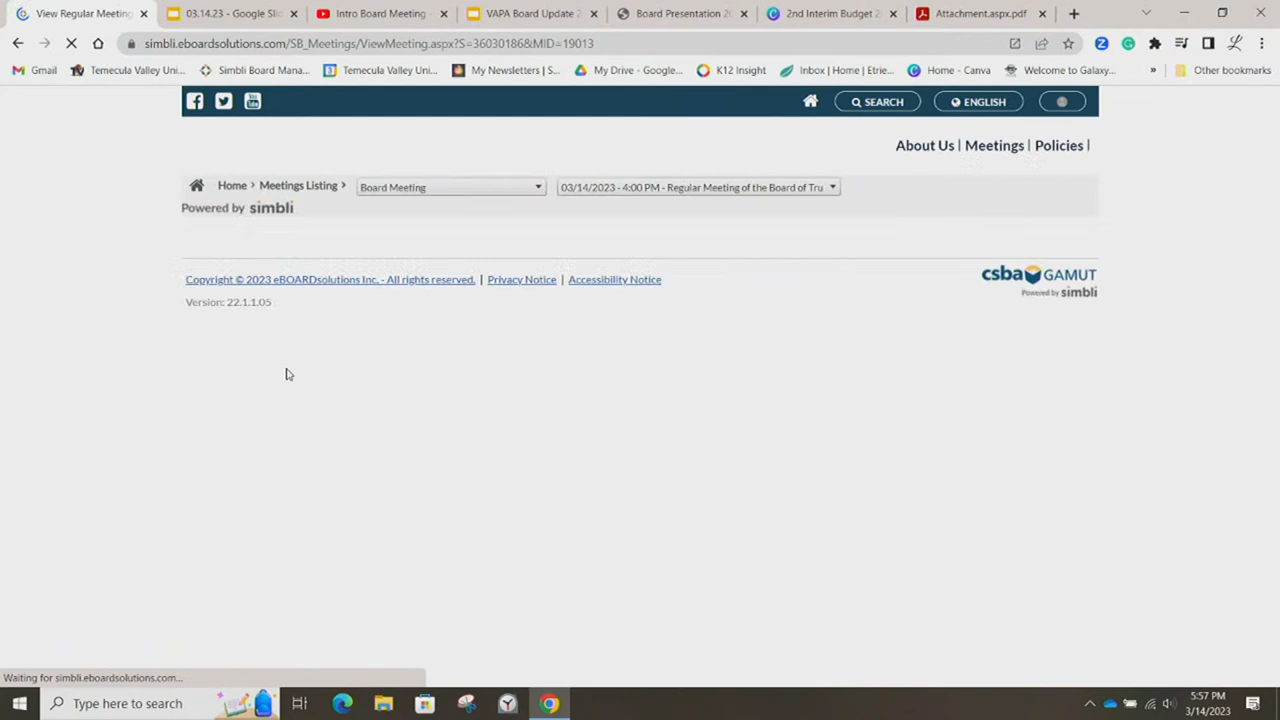 View Regular Meeting
03.14.23 - Google Slid
Intro Board Meeting -
VAPA Board Update 2
Board Presentation 20
2nd Interim Budget 2
Attachment.aspx.pdf
simbli.eboardsolutions.com/SB_Meetings/ViewMeeting.aspx?S=36030186&MID=19013
Gmail
Temecula Valley Uni...
Simbli Board Mana...
Temecula Valley Uni...
My Newsletters | S...
My Drive - Google...
K12 Insight
Inbox | Home | Etrie...
Home - Canva
Welcome to Galaxy...
»
Other bookmarks
You Tube
SEARCH
ENGLISH
About Us | Meetings | Policies |
Home > Meetings Listing >
Board Meeting
03/14/2023 - 4:00 PM - Regular Meeting of the Board of Tru
Powered by simbli
Copyright © 2023 eBOARDsolutions Inc. - All rights reserved. | Privacy Notice | Accessibility Notice
Version: 22.1.1.05
csba GAMUT
Powered by simbli
Waiting for simbli.eboardsolutions.com...
Type here to search
5:57 PM
3/14/2023